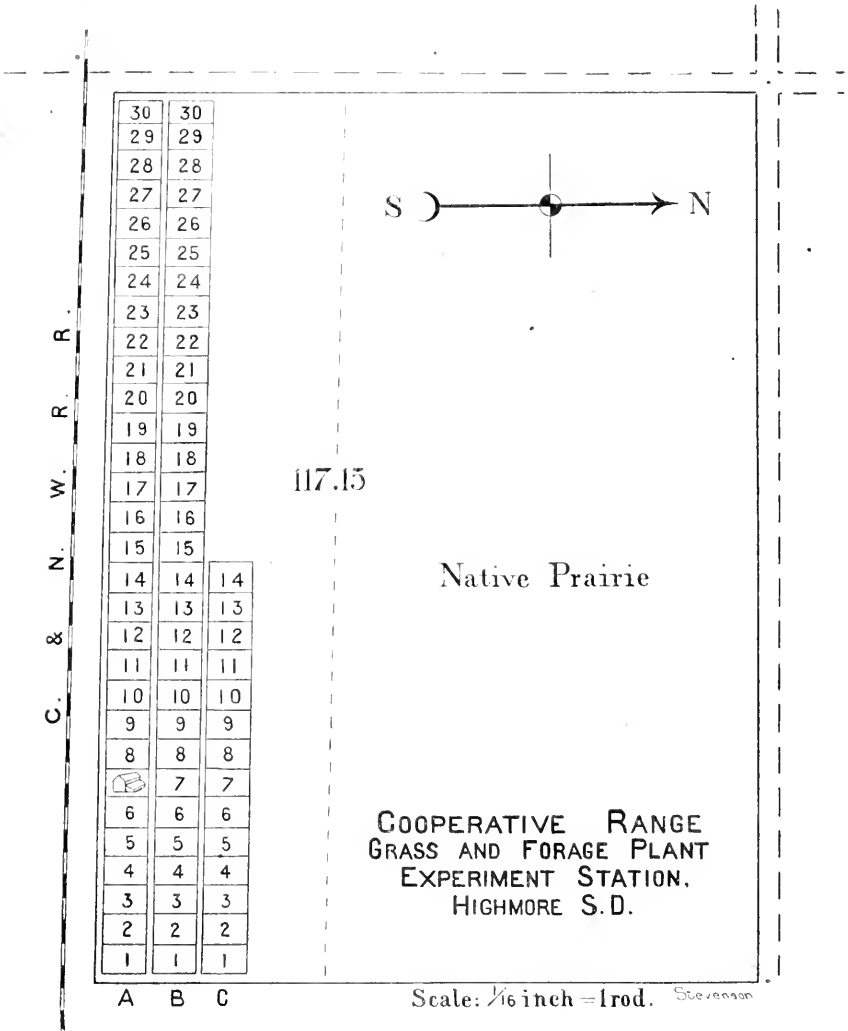 30 30
29 29
28 28
27 27
26 26
25 25
24 24
23 23
22 22
21 21
20 20
19 19
18 18
17 17
16 16
15 15
14 14 14
13 13 13
12 12 12
11 11 11
10 10 10
9 9 9
8 8 8
7 7
6 6 6
5 5 5
4 4 4
3 3 3
2 2 2
1 1 1
A B C
C. & N. W. R. R.
S N
117.15
Native Prairie
COOPERATIVE RANGE
GRASS AND FORAGE PLANT
EXPERIMENT STATION,
HIGHMORE S.D.
Scale: 1/16 inch = 1 rod. Stevenson